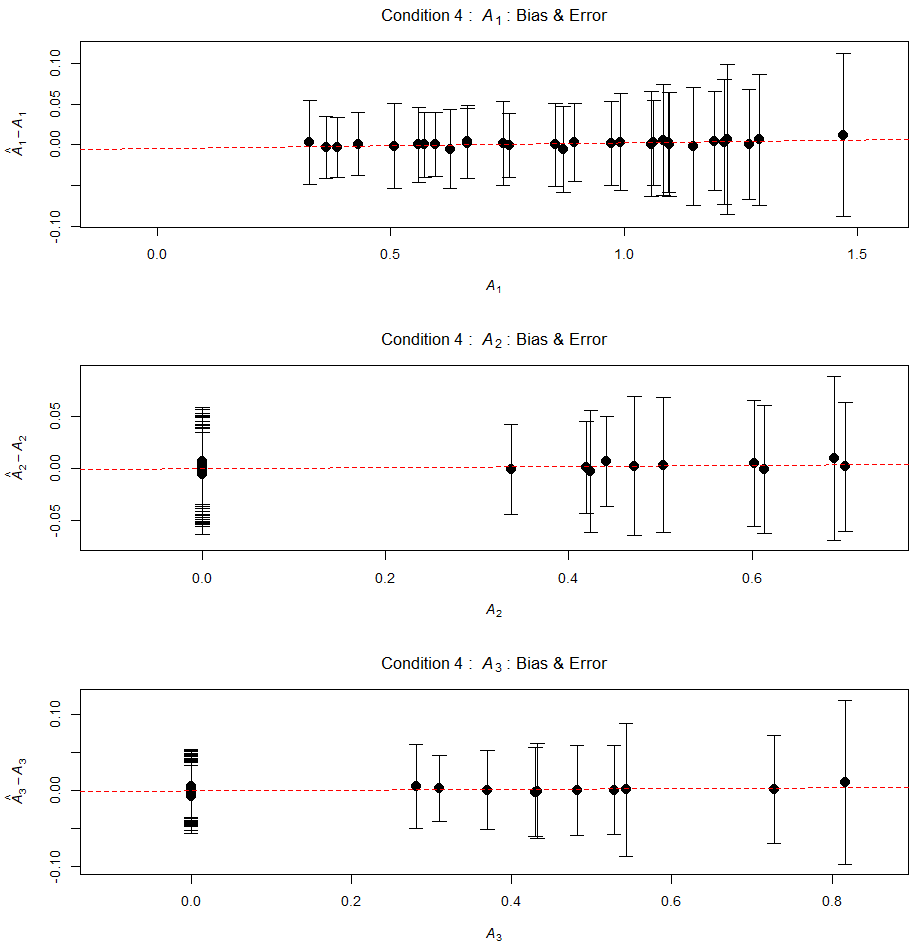 Condition 4 : A1 : Bias & Error
0.10
0.05
0.00
-0.10
Â1 − A1
0.0 0.5 1.0 1.5
A1
Condition 4 : A2 : Bias & Error
0.05
0.00
-0.05
Â2 − A2
0.0 0.2 0.4 0.6
A2
Condition 4 : A3 : Bias & Error
0.10
0.00
-0.10
Â3 − A3
0.0 0.2 0.4 0.6 0.8
A3